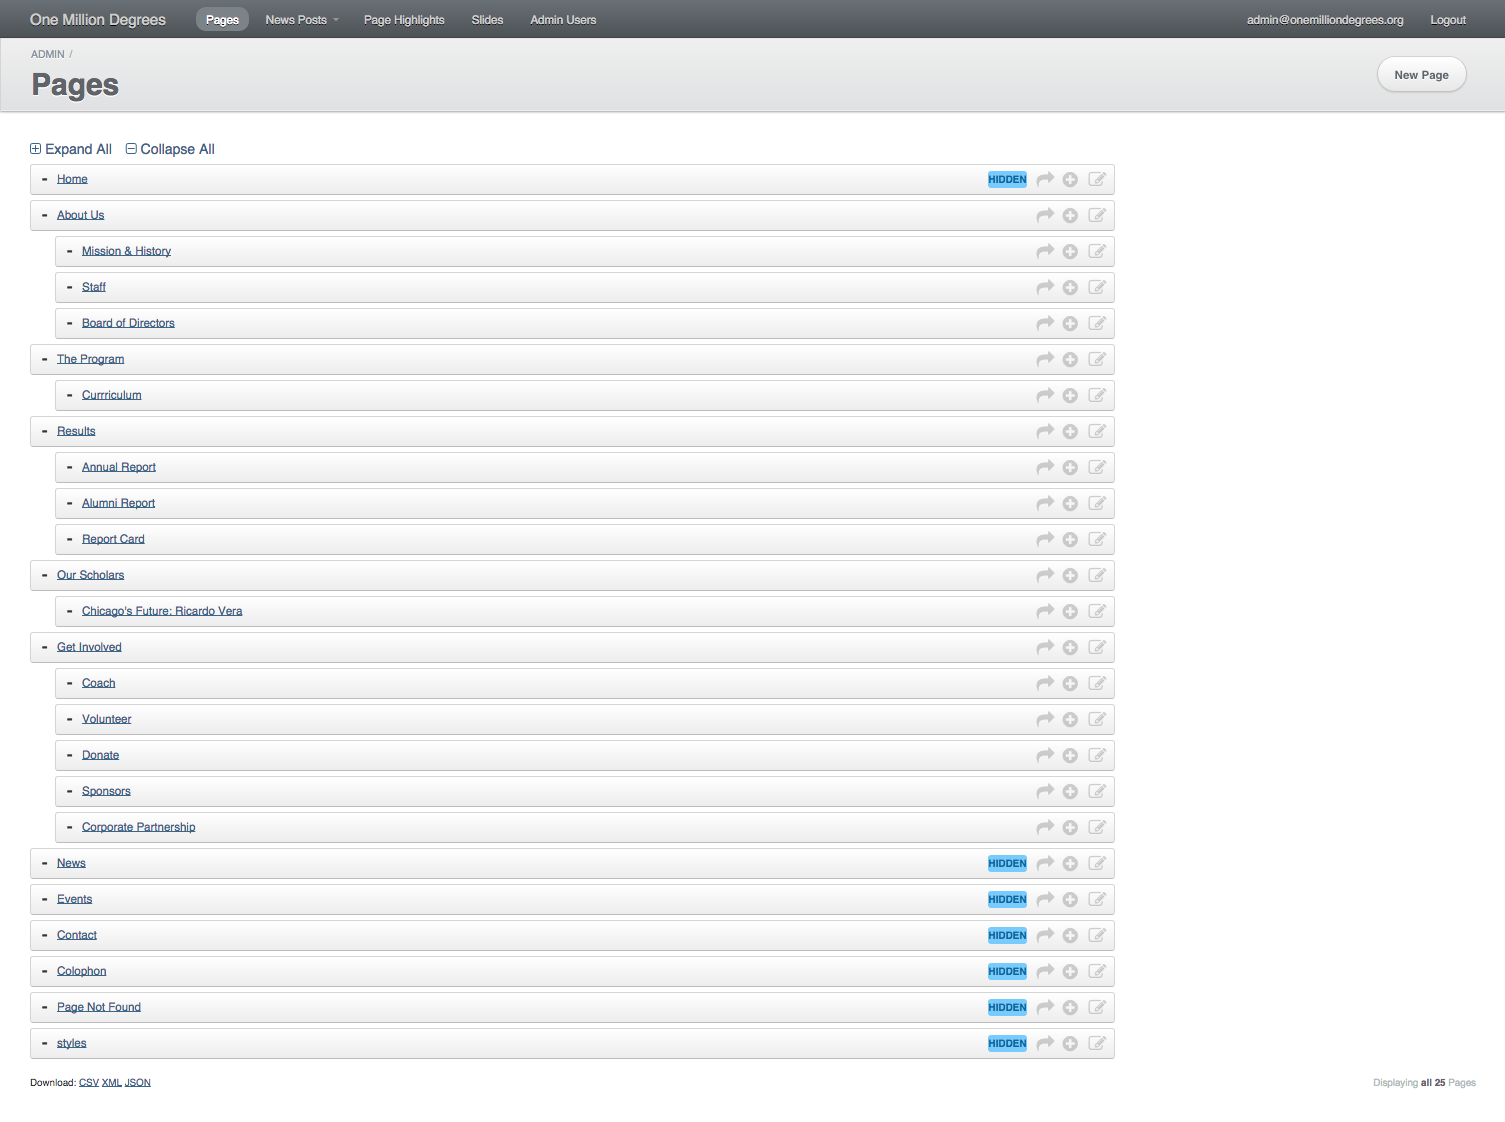 One Million Degrees Pages News Posts Page Highlights Slides Admin Users admin@onemilliondegrees.org Logout
ADMIN /
Pages
New Page
Expand All Collapse All
- Home HIDDEN
- About Us
- Mission & History
- Staff
- Board of Directors
- The Program
- Currriculum
- Results
- Annual Report
- Alumni Report
- Report Card
- Our Scholars
- Chicago's Future: Ricardo Vera
- Get Involved
- Coach
- Volunteer
- Donate
- Sponsors
- Corporate Partnership
- News HIDDEN
- Events HIDDEN
- Contact HIDDEN
- Colophon HIDDEN
- Page Not Found HIDDEN
- styles HIDDEN
Download: CSV XML JSON Displaying all 25 Pages